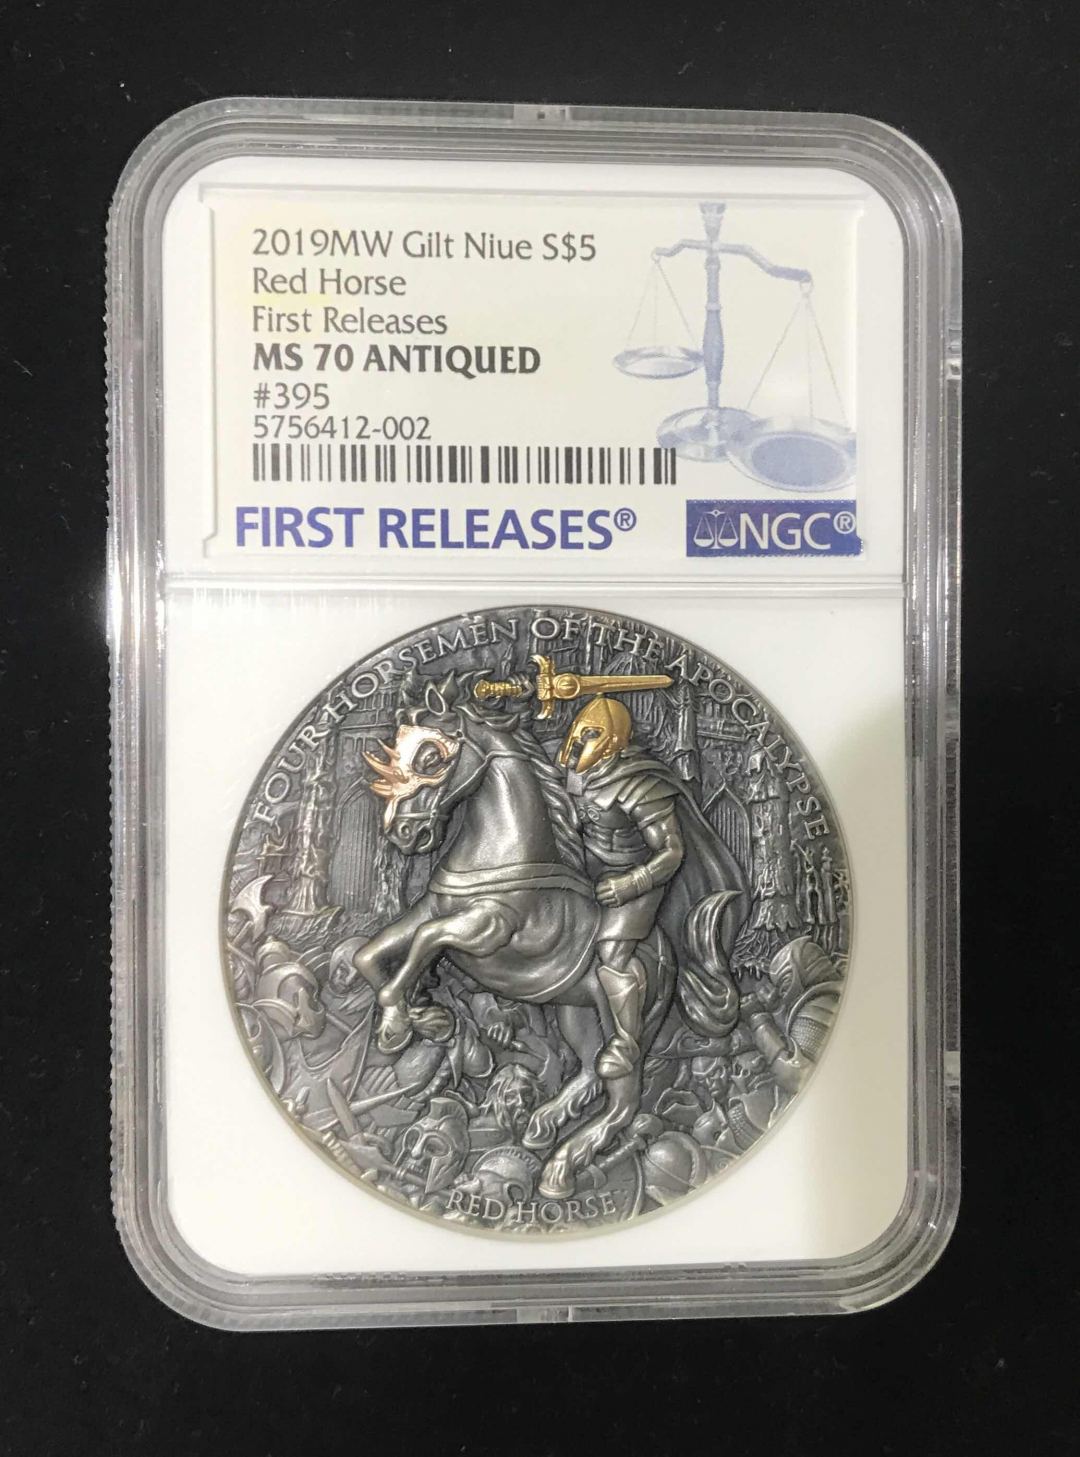 2019MW Gilt Niue S$5
Red Horse
First Releases
MS 70 ANTIQUED
#395
5756412-002
FIRST RELEASES®
NGC®
FOUR HORSEMEN OF THE APOCALYPSE
RED HORSE